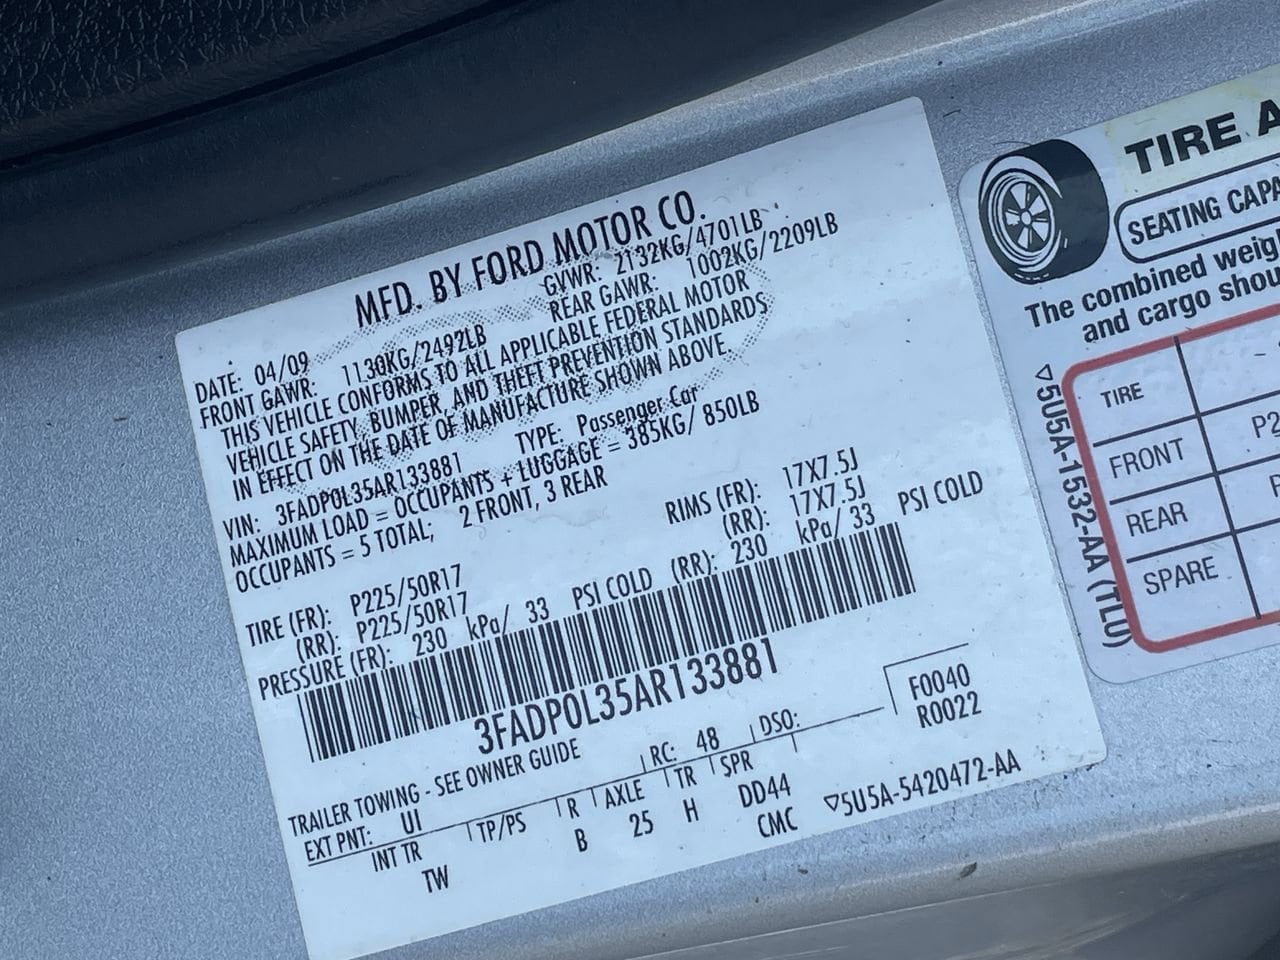 MFD. BY FORD MOTOR CO.
DATE: 04/09 GVWR: 2132KG/4701LB
FRONT GAWR: 1130KG/2492LB REAR GAWR: 1002KG/2209LB
THIS VEHICLE CONFORMS TO ALL APPLICABLE FEDERAL MOTOR
VEHICLE SAFETY, BUMPER, AND THEFT PREVENTION STANDARDS
IN EFFECT ON THE DATE OF MANUFACTURE SHOWN ABOVE.
VIN: 3FADP0L35AR133881 TYPE: Passenger Car
MAXIMUM LOAD = OCCUPANTS + LUGGAGE = 385KG/ 850LB
OCCUPANTS = 5 TOTAL; 2 FRONT, 3 REAR
TIRE (FR): P225/50R17 RIMS (FR): 17X7.5J
(RR): P225/50R17 (RR): 17X7.5J
PRESSURE (FR): 230 kPa/ 33 PSI COLD (RR): 230 kPa/ 33 PSI COLD
3FADP0L35AR133881
F0040
R0022
TRAILER TOWING - SEE OWNER GUIDE
EXT PNT: UI RC: 48 DSO:
INT TR TP/PS R AXLE TR SPR
TW B 25 H DD44
CMC
▽5U5A-5420472-AA
TIRE
SEATING
The combined
and cargo
TIRE
FRONT
REAR
SPARE
▽5U5A-1532-AA (TLU)